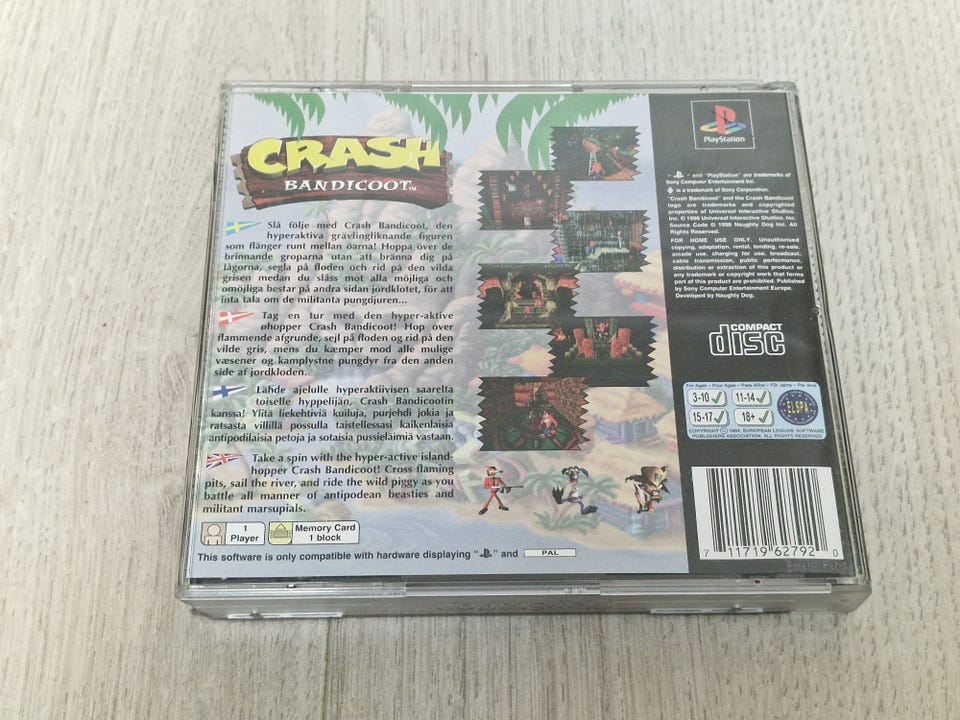 CRASH
BANDICOOT™
Slå följe med Crash Bandicoot, den
hyperaktiva grävlingliknande figuren
som flänger runt mellan öarna! Hoppa över de
brinnande groparna utan att bränna dig på
lågorna, segla på floden och rid på den vilda
grisen medan du slåss mot alla möjliga och
omöjliga bestar på andra sidan jordklotet, för att
inte tala om de militanta pungdjuren...
Tag en tur med den hyper-aktive
øhopper Crash Bandicoot! Hop over
flammende afgrunde, sejl på floden og rid på den
vilde gris, mens du kæmper mod alle mulige
væsener og kamplystne pungdyr fra den anden
side af jordkloden.
Lähde ajelulle hyperaktiivisen saarelta
toiselle hyppelijän, Crash Bandicootin
kanssa! Ylitä liekehtiviä kuiluja, purjehdi jokia ja
ratsasta villillä possulla taistellessasi kaikenlaisia
antipodilaisia petoja ja sotaisia pussieläimiä vastaan.
Take a spin with the hyper-active island-
hopper Crash Bandicoot! Cross flaming
pits, sail the river, and ride the wild piggy as you
battle all manner of antipodean beasties and
militant marsupials.
1
Player
Memory Card
1 block
This software is only compatible with hardware displaying " " and PAL
PlayStation
" " and "PlayStation" are trademarks of
Sony Computer Entertainment Inc.
is a trademark of Sony Corporation.
"Crash Bandicoot" and the Crash Bandicoot
logo are trademarks and copyrighted
properties of Universal Interactive Studios,
Inc. © 1996 Universal Interactive Studios, Inc.
Source Code © 1996 Naughty Dog Inc. All
Rights Reserved.
FOR HOME USE ONLY. Unauthorised
copying, adaptation, rental, lending, re-sale,
arcade use, charging for use, broadcast,
cable transmission, public performance,
distribution or extraction of this product or
any trademark or copyright work that forms
part of this product are prohibited. Published
by Sony Computer Entertainment Europe.
Developed by Naughty Dog.
COMPACT
disc
For Ages – Pour Ages – Para Años – Für Jahre – Per Anni
3-10 11-14
15-17 18+
ELSPA
COPYRIGHT © 1994, EUROPEAN LEISURE SOFTWARE
PUBLISHERS ASSOCIATION. ALL RIGHTS RESERVED
7 11719 62792 0